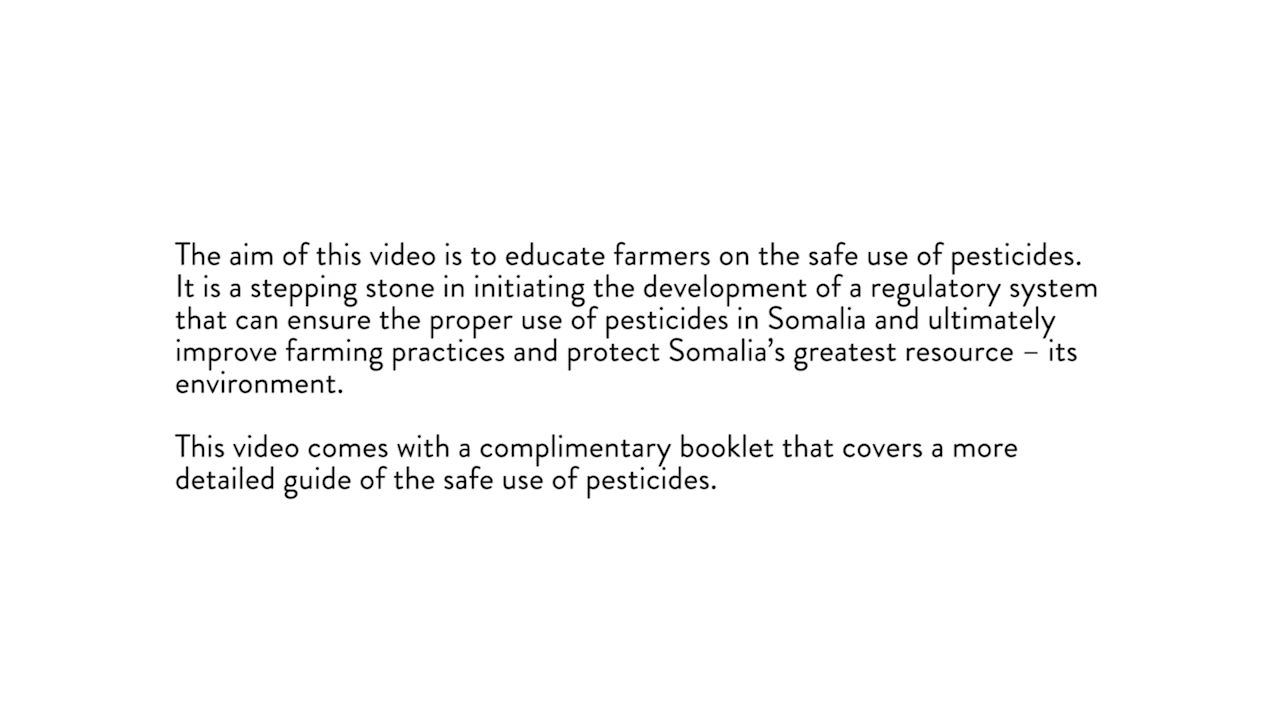 The aim of this video is to educate farmers on the safe use of pesticides.
It is a stepping stone in initiating the development of a regulatory system
that can ensure the proper use of pesticides in Somalia and ultimately
improve farming practices and protect Somalia’s greatest resource – its
environment.
This video comes with a complimentary booklet that covers a more
detailed guide of the safe use of pesticides.